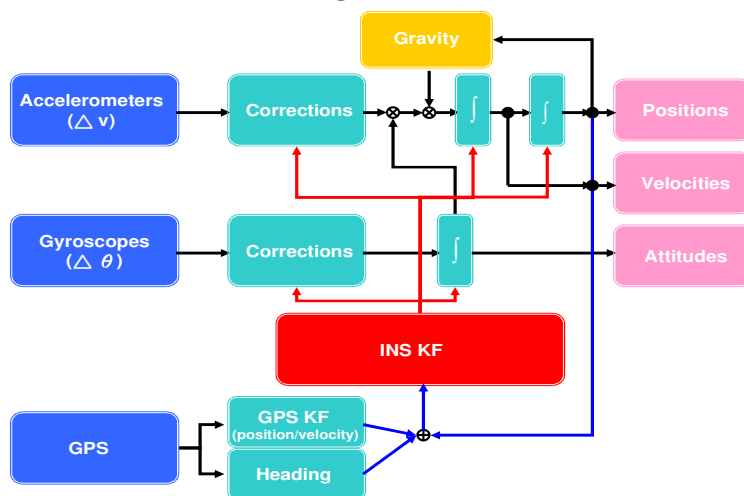 Gravity
Accelerometers
(△ v)
Corrections
∫
∫
Positions
Velocities
Gyroscopes
(△ θ)
Corrections
∫
Attitudes
INS KF
GPS
GPS KF
(position/velocity)
Heading